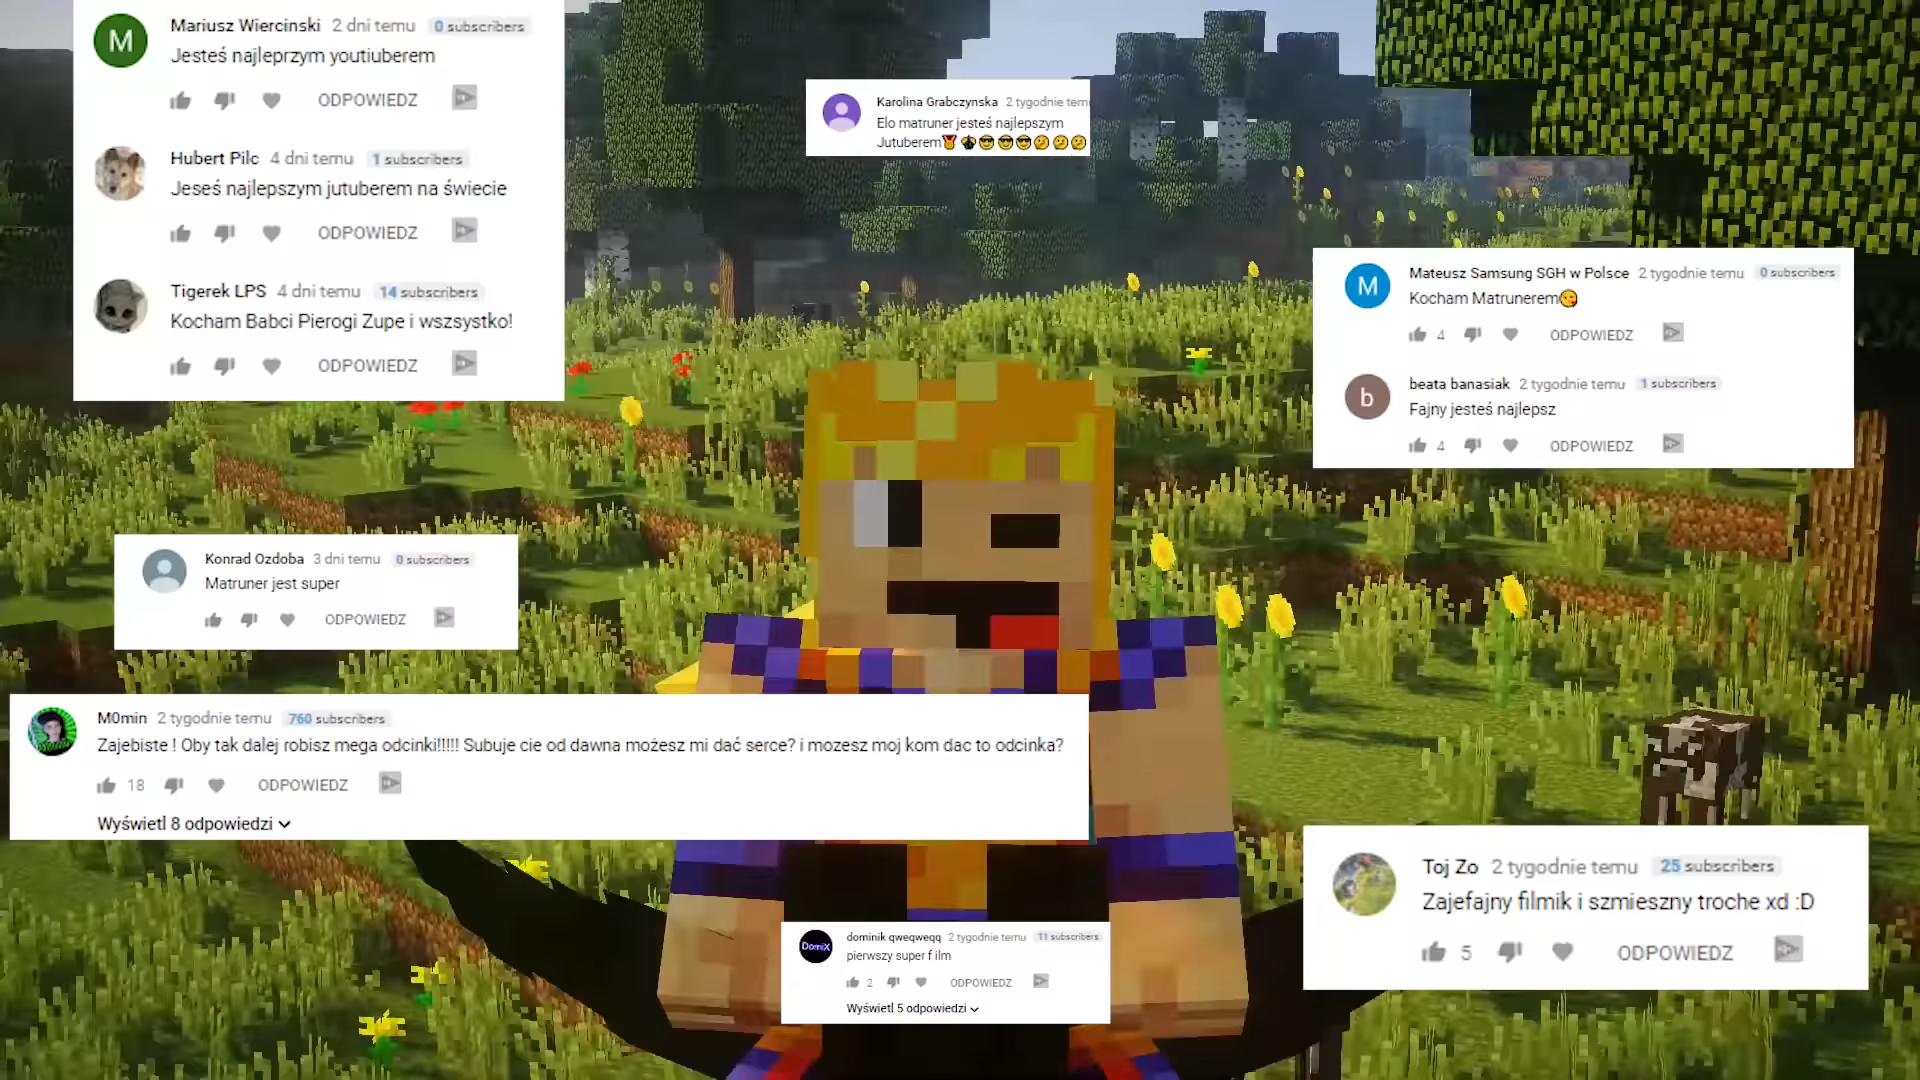 M
Mariusz Wiercinski 2 dni temu 0 subscribers
Jesteś najleprzym youtiuberem
ODPOWIEDZ
Hubert Pilc 4 dni temu 1 subscribers
Jeseś najlepszym jutuberem na świecie
ODPOWIEDZ
Tigerek LPS 4 dni temu 14 subscribers
Kocham Babci Pierogi Zupe i wszsystko!
ODPOWIEDZ
Karolina Grabczynska 2 tygodnie tem
Elo matruner jesteś najlepszym
Jutuberem
M
Mateusz Samsung SGH w Polsce 2 tygodnie temu 0 subscribers
Kocham Matrunerem
4 ODPOWIEDZ
b
beata banasiak 2 tygodnie temu 1 subscribers
Fajny jesteś najlepsz
4 ODPOWIEDZ
Konrad Ozdoba 3 dni temu 0 subscribers
Matruner jest super
ODPOWIEDZ
M0min 2 tygodnie temu 760 subscribers
Zajebiste ! Oby tak dalej robisz mega odcinki!!!!! Subuje cie od dawna możesz mi dać serce? i mozesz moj kom dac to odcinka?
18 ODPOWIEDZ
Wyświetl 8 odpowiedzi
DomiX
dominik qweqweqq 2 tygodnie temu 11 subscribers
pierwszy super f ilm
2 ODPOWIEDZ
Wyświetl 5 odpowiedzi
Toj Zo 2 tygodnie temu 25 subscribers
Zajefajny filmik i szmieszny troche xd :D
5 ODPOWIEDZ